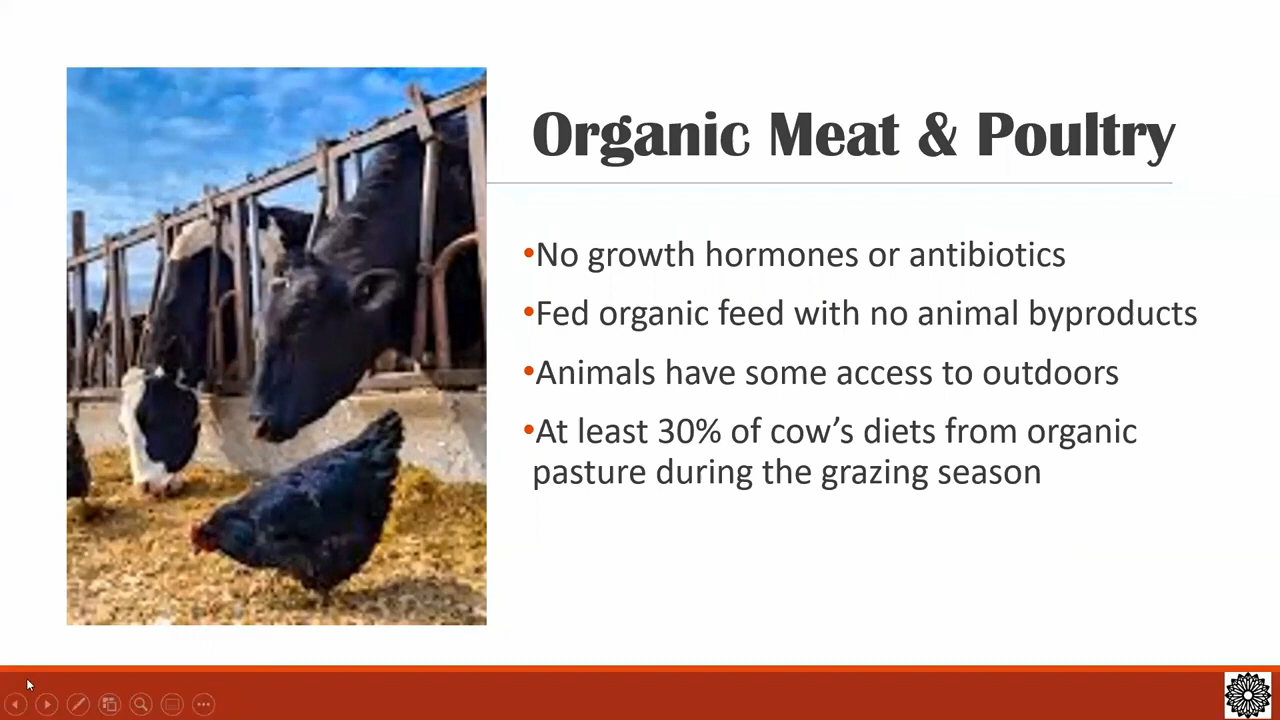 Organic Meat & Poultry
•No growth hormones or antibiotics
•Fed organic feed with no animal byproducts
•Animals have some access to outdoors
•At least 30% of cow’s diets from organic
pasture during the grazing season